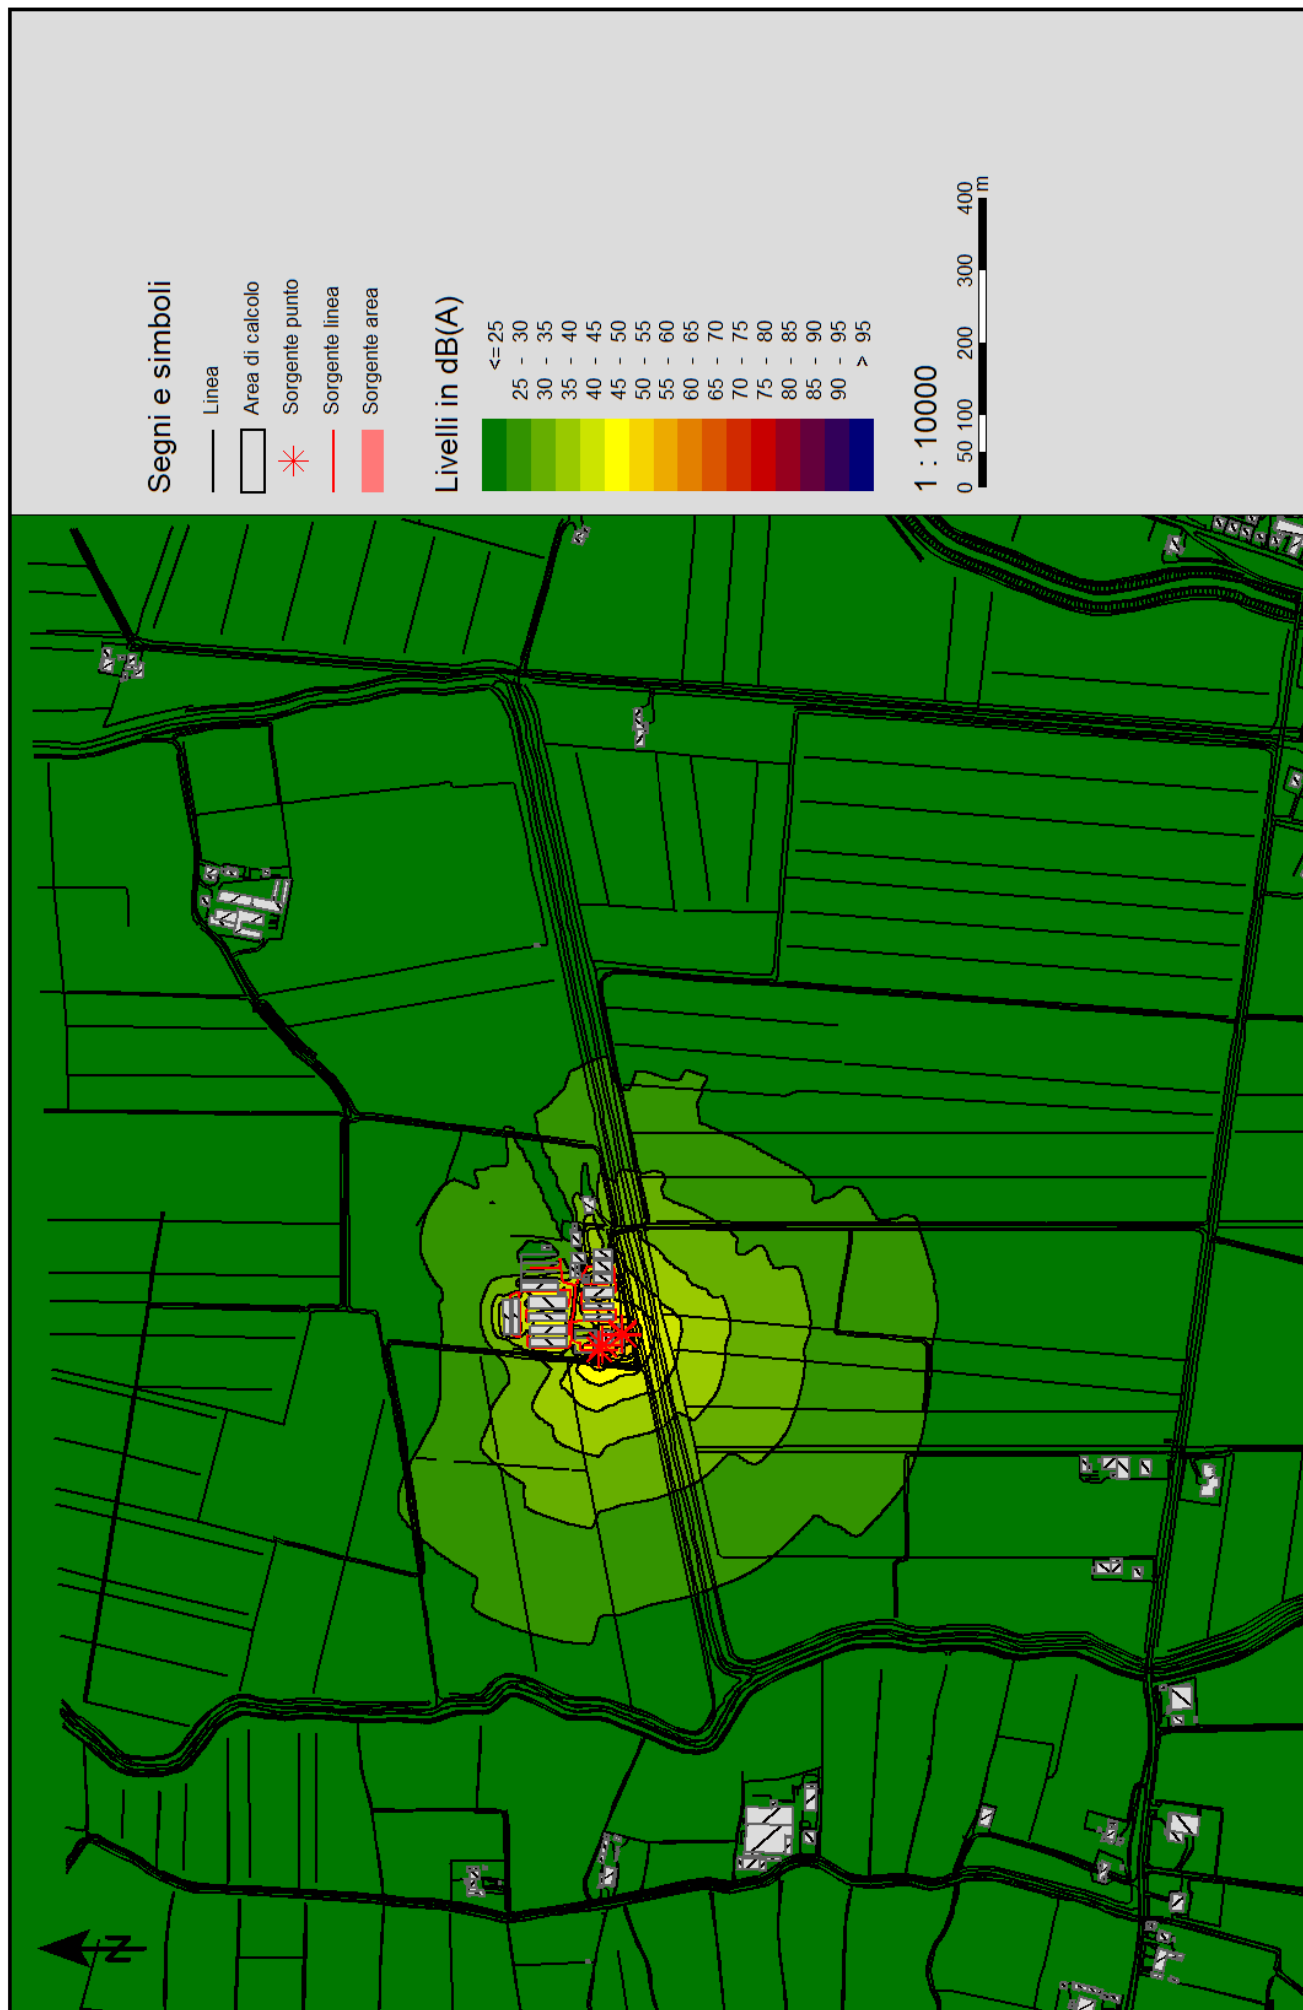 Segni e simboli
Linea
Area di calcolo
Sorgente punto
Sorgente linea
Sorgente area
Livelli in dB(A)
<= 25
25 - 30
30 - 35
35 - 40
40 - 45
45 - 50
50 - 55
55 - 60
60 - 65
65 - 70
70 - 75
75 - 80
80 - 85
85 - 90
90 - 95
> 95
1 : 10000
0 50 100 200 300 400
m
N